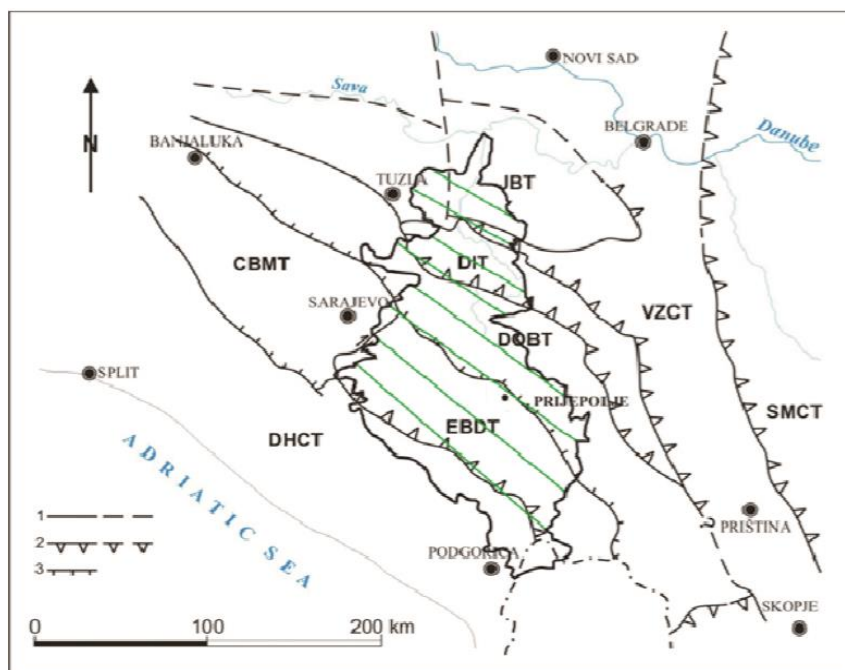 NOVI SAD
Sava
N
BANJALUKA
BELGRADE
Danube
TUZLA
JBT
CBMT
DIT
SARAJEVO
VZCT
DOBT
SPLIT
PRIJEPOLJE
SMCT
DHCT
EBDT
ADRIATIC SEA
1
2
3
PRIŠTINA
PODGORICA
SKOPJE
0 100 200 km